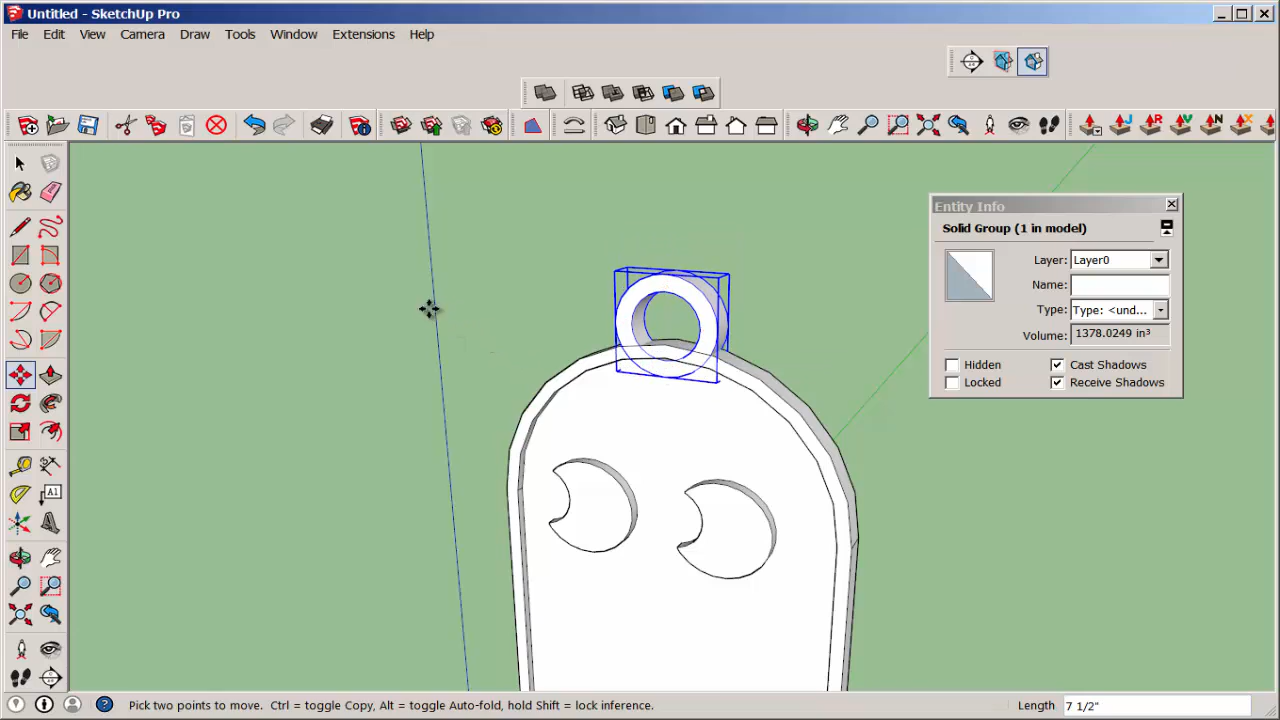 Untitled - SketchUp Pro
File Edit View Camera Draw Tools Window Extensions Help
Entity Info
Solid Group (1 in model)
Layer: Layer0
Name:
Type: Type: <und...
Volume: 1378.0249 in³
Hidden Cast Shadows
Locked Receive Shadows
A1
Pick two points to move. Ctrl = toggle Copy, Alt = toggle Auto-fold, hold Shift = lock inference. Length 7 1/2"